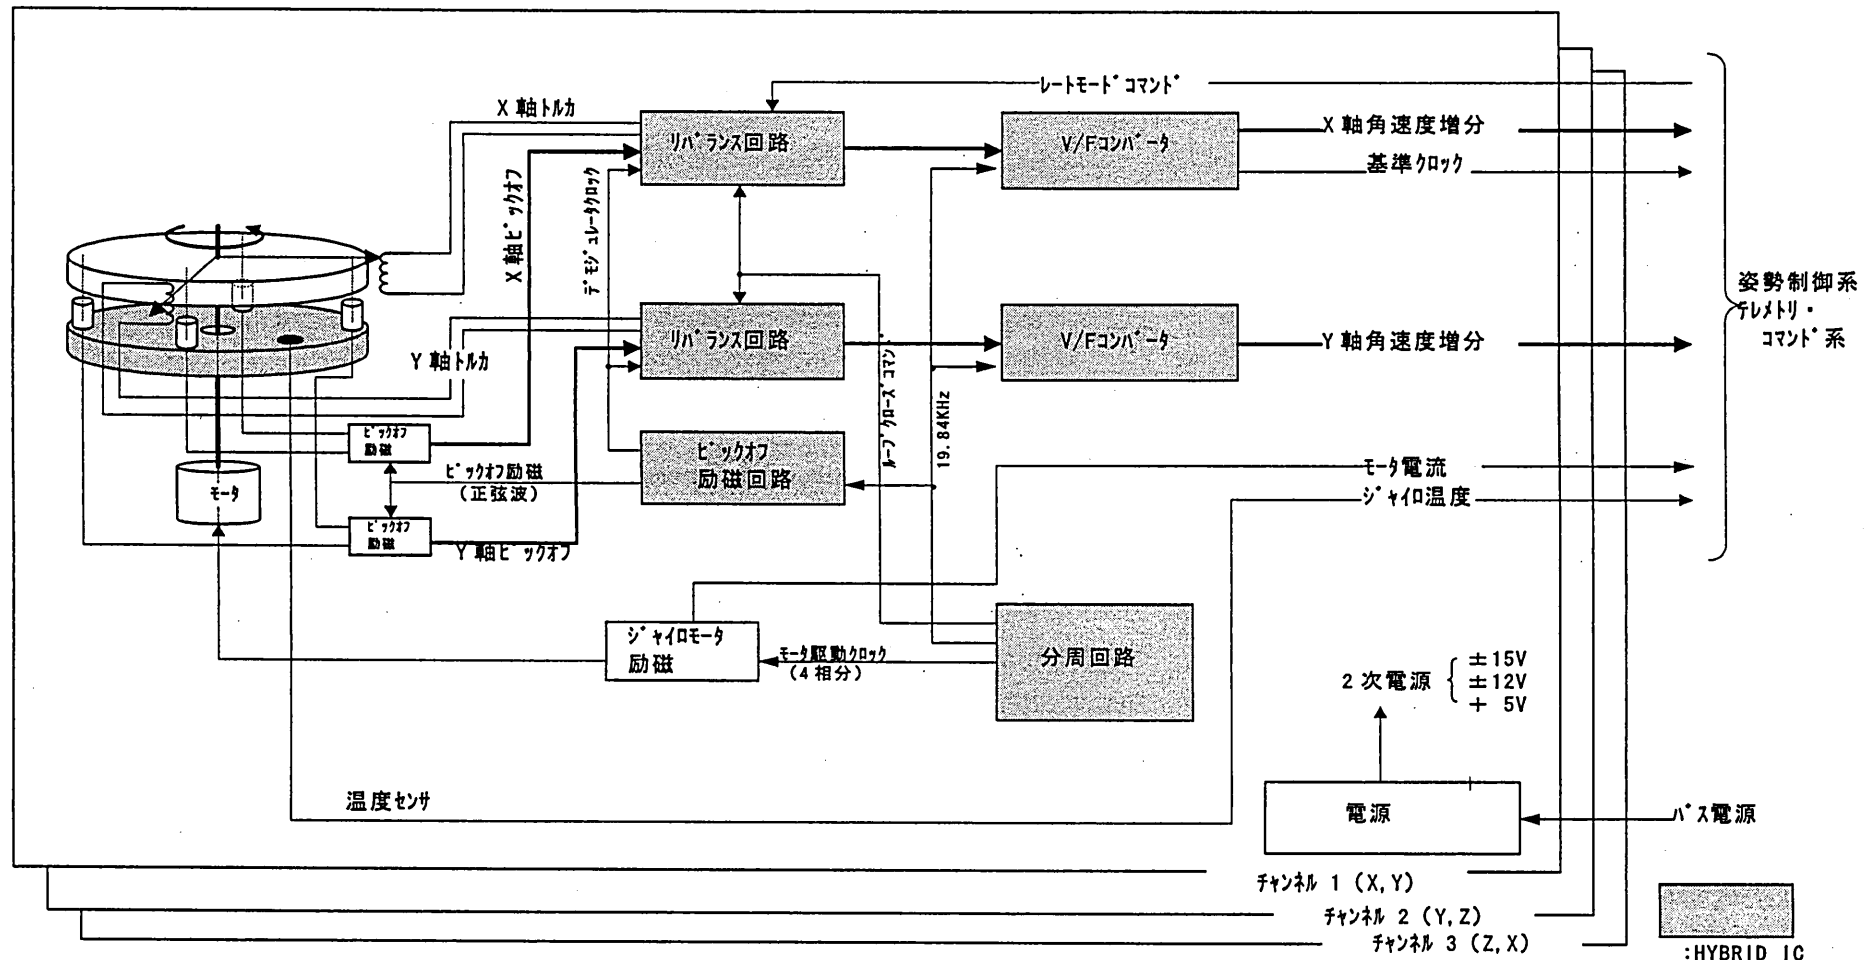 レートモードコマンド
X 軸トルカ
リバランス回路
V/Fコンバータ
X 軸角速度増分
基準クロック
X 軸ピックオフ
デモジュレータクロック
姿勢制御系
テレメトリ・
コマンド系
リバランス回路
V/Fコンバータ
Y 軸角速度増分
Y 軸トルカ
ループクローズコマンド
19.84KHz
ピックオフ
励磁
ピックオフ励磁
(正弦波)
ピックオフ
励磁回路
モータ電流
ジャイロ温度
モータ
ピックオフ
励磁
Y 軸ピックオフ
ジャイロモータ
励磁
モータ駆動クロック
(4相分)
分周回路
2次電源
±15V
±12V
+ 5V
温度センサ
電源
バス電源
チャンネル 1 (X,Y)
チャンネル 2 (Y,Z)
チャンネル 3 (Z,X)
:HYBRID IC